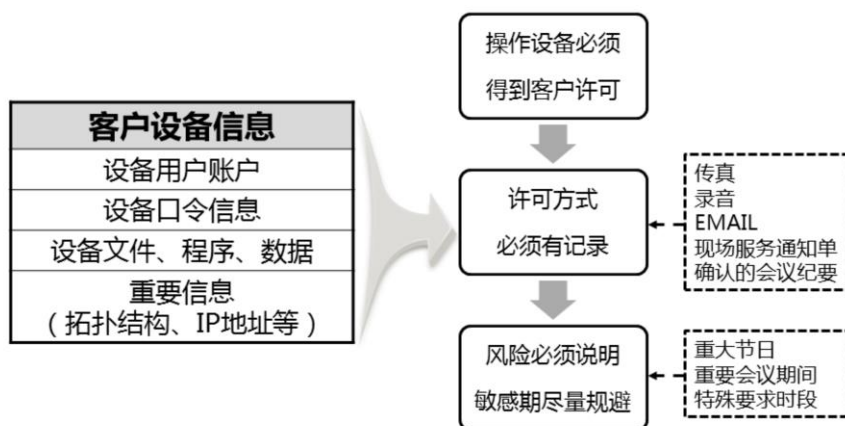 客户设备信息
设备用户账户
设备口令信息
设备文件、程序、数据
重要信息
（拓扑结构、IP地址等）
操作设备必须
得到客户许可
许可方式
必须有记录
传真
录音
EMAIL
现场服务通知单
确认的会议纪要
风险必须说明
敏感期尽量规避
重大节日
重要会议期间
特殊要求时段